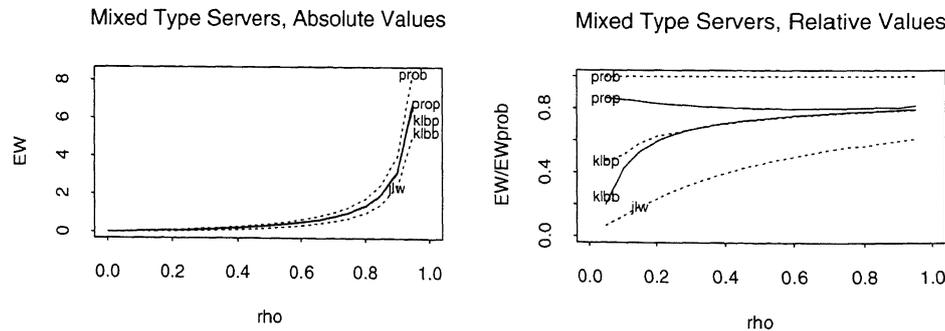 Mixed Type Servers, Absolute Values
EW
8
6
4
2
0
prob
prop
klbp
klbb
jlw
0.0 0.2 0.4 0.6 0.8 1.0
rho
Mixed Type Servers, Relative Values
EW/EWprob
0.8
0.4
0.0
prob
prop
klbp
klbb
jlw
0.0 0.2 0.4 0.6 0.8 1.0
rho